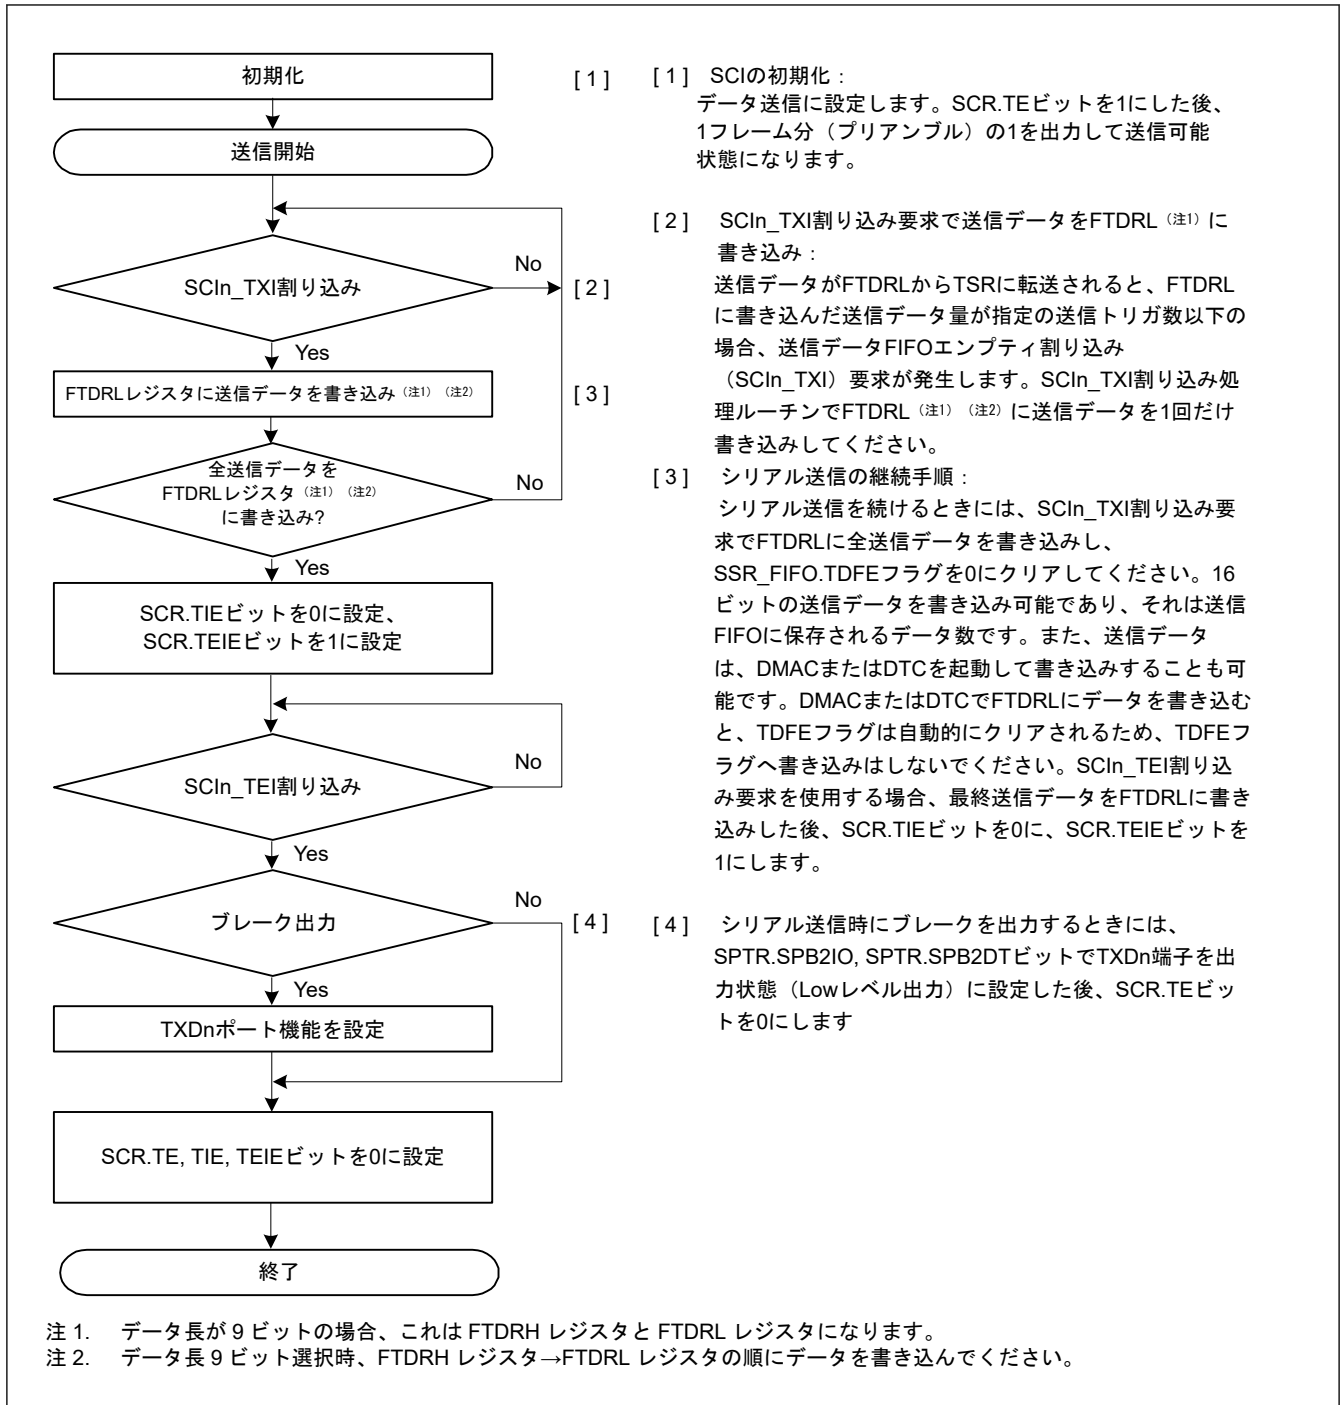 初期化
[ 1 ]
送信開始
SCIn_TXI割り込み
No
[ 2 ]
Yes
FTDRLレジスタに送信データを書き込み（注1）（注2）
[ 3 ]
全送信データを
FTDRLレジスタ（注1）（注2）
に書き込み?
No
Yes
SCR.TIEビットを0に設定、
SCR.TEIEビットを1に設定
SCIn_TEI割り込み
No
Yes
ブレーク出力
No
[ 4 ]
Yes
TXDnポート機能を設定
SCR.TE, TIE, TEIEビットを0に設定
終了
[ 1 ] SCIの初期化：
データ送信に設定します。SCR.TEビットを1にした後、
1フレーム分（プリアンブル）の1を出力して送信可能
状態になります。
[ 2 ] SCIn_TXI割り込み要求で送信データをFTDRL（注1）に
書き込み：
送信データがFTDRLからTSRに転送されると、FTDRL
に書き込んだ送信データ量が指定の送信トリガ数以下の
場合、送信データFIFOエンプティ割り込み
（SCIn_TXI）要求が発生します。SCIn_TXI割り込み処
理ルーチンでFTDRL（注1）（注2）に送信データを1回だけ
書き込みしてください。
[ 3 ] シリアル送信の継続手順：
シリアル送信を続けるときには、SCIn_TXI割り込み要
求でFTDRLに全送信データを書き込みし、
SSR_FIFO.TDFEフラグを0にクリアしてください。16
ビットの送信データを書き込み可能であり、それは送信
FIFOに保存されるデータ数です。また、送信データ
は、DMACまたはDTCを起動して書き込みすることも可
能です。DMACまたはDTCでFTDRLにデータを書き込む
と、TDFEフラグは自動的にクリアされるため、TDFEフ
ラグへ書き込みはしないでください。SCIn_TEI割り込
み要求を使用する場合、最終送信データをFTDRLに書き
込みした後、SCR.TIEビットを0に、SCR.TEIEビットを
1にします。
[ 4 ] シリアル送信時にブレークを出力するときには、
SPTR.SPB2IO, SPTR.SPB2DTビットでTXDn端子を出
力状態（Lowレベル出力）に設定した後、SCR.TEビッ
トを0にします
注 1. データ長が 9 ビットの場合、これは FTDRH レジスタと FTDRL レジスタになります。
注 2. データ長 9 ビット選択時、FTDRH レジスタ→FTDRL レジスタの順にデータを書き込んでください。